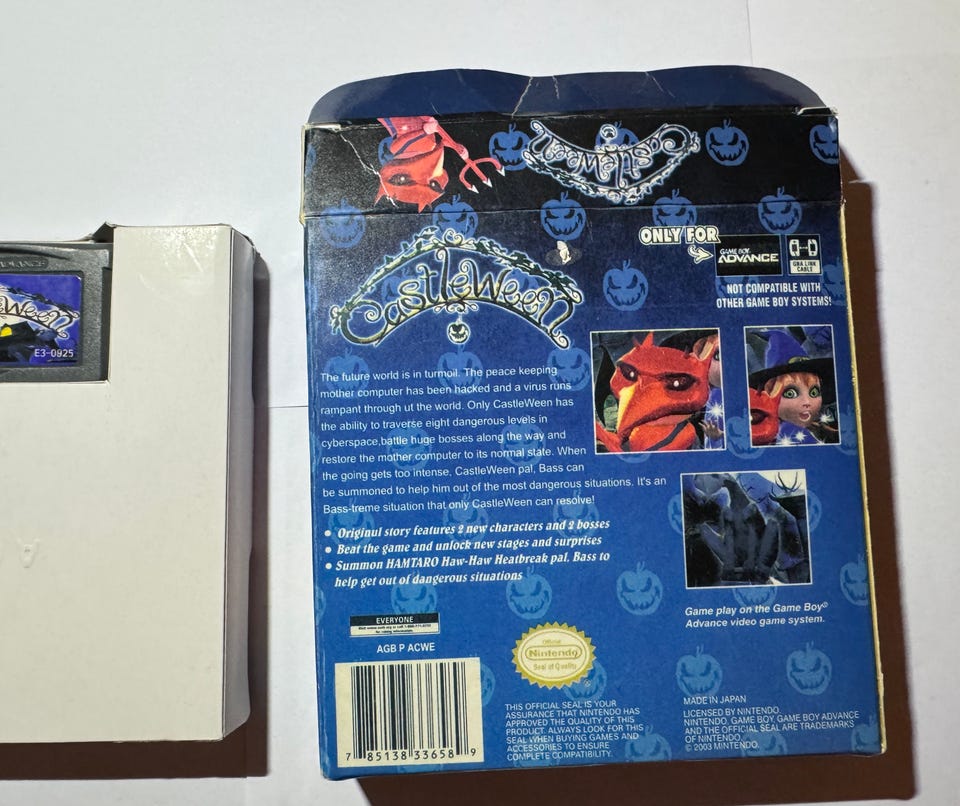 CastleWeen
ONLY FOR
GAME BOY
ADVANCE
GBA LINK
CABLE
NOT COMPATIBLE WITH
OTHER GAME BOY SYSTEMS!
CastleWeen
E3-0925
The future world is in turmoil. The peace keeping
mother computer has been hacked and a virus runs
rampant through ut the world. Only CastleWeen has
the ability to traverse eight dangerous levels in
cyberspace,battle huge bosses along the way and
restore the mother computer to its normal state. When
the going gets too intense, CastleWeen pal, Bass can
be summoned to help him out of the most dangerous situations. It's an
Bass-treme situation that only CastleWeen can resolve!
• Originul story features 2 new characters and 2 bosses
• Beat the game and unlock new stages and surprises
• Summon HAMTARO Haw-Haw Heatbreak pal. Bass to
help get out of dangerous situations
Game play on the Game Boy®
Advance video game system.
EVERYONE
AGB P ACWE
Official
Nintendo
Seal of Quality
7 85138 33658 9
THIS OFFICIAL SEAL IS YOUR
ASSURANCE THAT NINTENDO HAS
APPROVED THE QUALITY OF THIS
PRODUCT. ALWAYS LOOK FOR THIS
SEAL WHEN BUYING GAMES AND
ACCESSORIES TO ENSURE
COMPLETE COMPATIBILITY.
MADE IN JAPAN
LICENSED BY NINTENDO.
NINTENDO, GAME BOY, GAME BOY ADVANCE
AND THE OFFICIAL SEAL ARE TRADEMARKS
OF NINTENDO.
© 2003 MINTENDO.